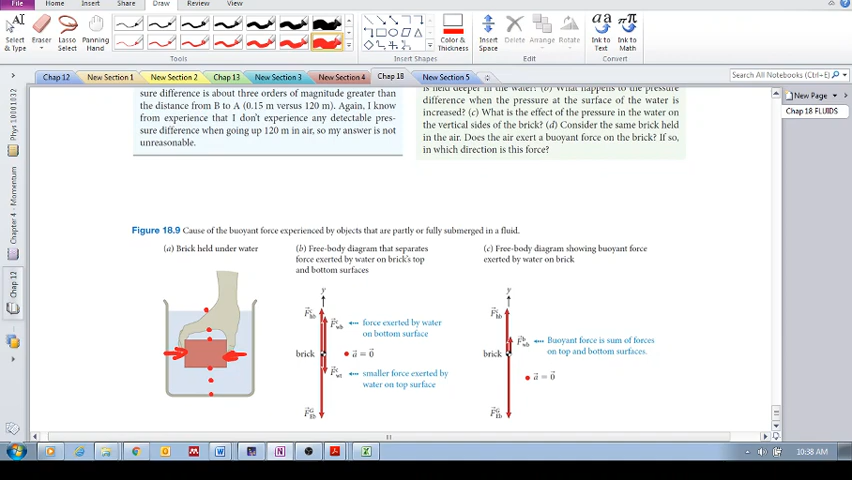 File
Home
Insert
Share
Draw
Review
View
Select & Type
Eraser
Lasso Select
Panning Hand
Tools
Insert Shapes
Color & Thickness
Insert Space
Delete
Arrange
Rotate
Edit
Ink to Text
Ink to Math
Convert
Chap 12
New Section 1
New Section 2
Chap 13
New Section 3
New Section 4
Chap 18
New Section 5
Search All Notebooks (Ctrl+E)
New Page
Chap 18 FLUIDS
Phys 10001032
Chapter 4 - Momentum
Chap 12
sure difference is about three orders of magnitude greater than
the distance from B to A (0.15 m versus 120 m). Again, I know
from experience that I don't experience any detectable pres-
sure difference when going up 120 m in air, so my answer is not
unreasonable.
is held deeper in the water? (b) What happens to the pressure
difference when the pressure at the surface of the water is
increased? (c) What is the effect of the pressure in the water on
the vertical sides of the brick? (d) Consider the same brick held
in the air. Does the air exert a buoyant force on the brick? If so,
in which direction is this force?
Figure 18.9 Cause of the buoyant force experienced by objects that are partly or fully submerged in a fluid.
(a) Brick held under water
(b) Free-body diagram that separates
force exerted by water on brick's top
and bottom surfaces
y
force exerted by water
on bottom surface
brick
a⃗ = 0⃗
smaller force exerted by
water on top surface
(c) Free-body diagram showing buoyant force
exerted by water on brick
y
Buoyant force is sum of forces
on top and bottom surfaces.
brick
a⃗ = 0⃗
10:38 AM